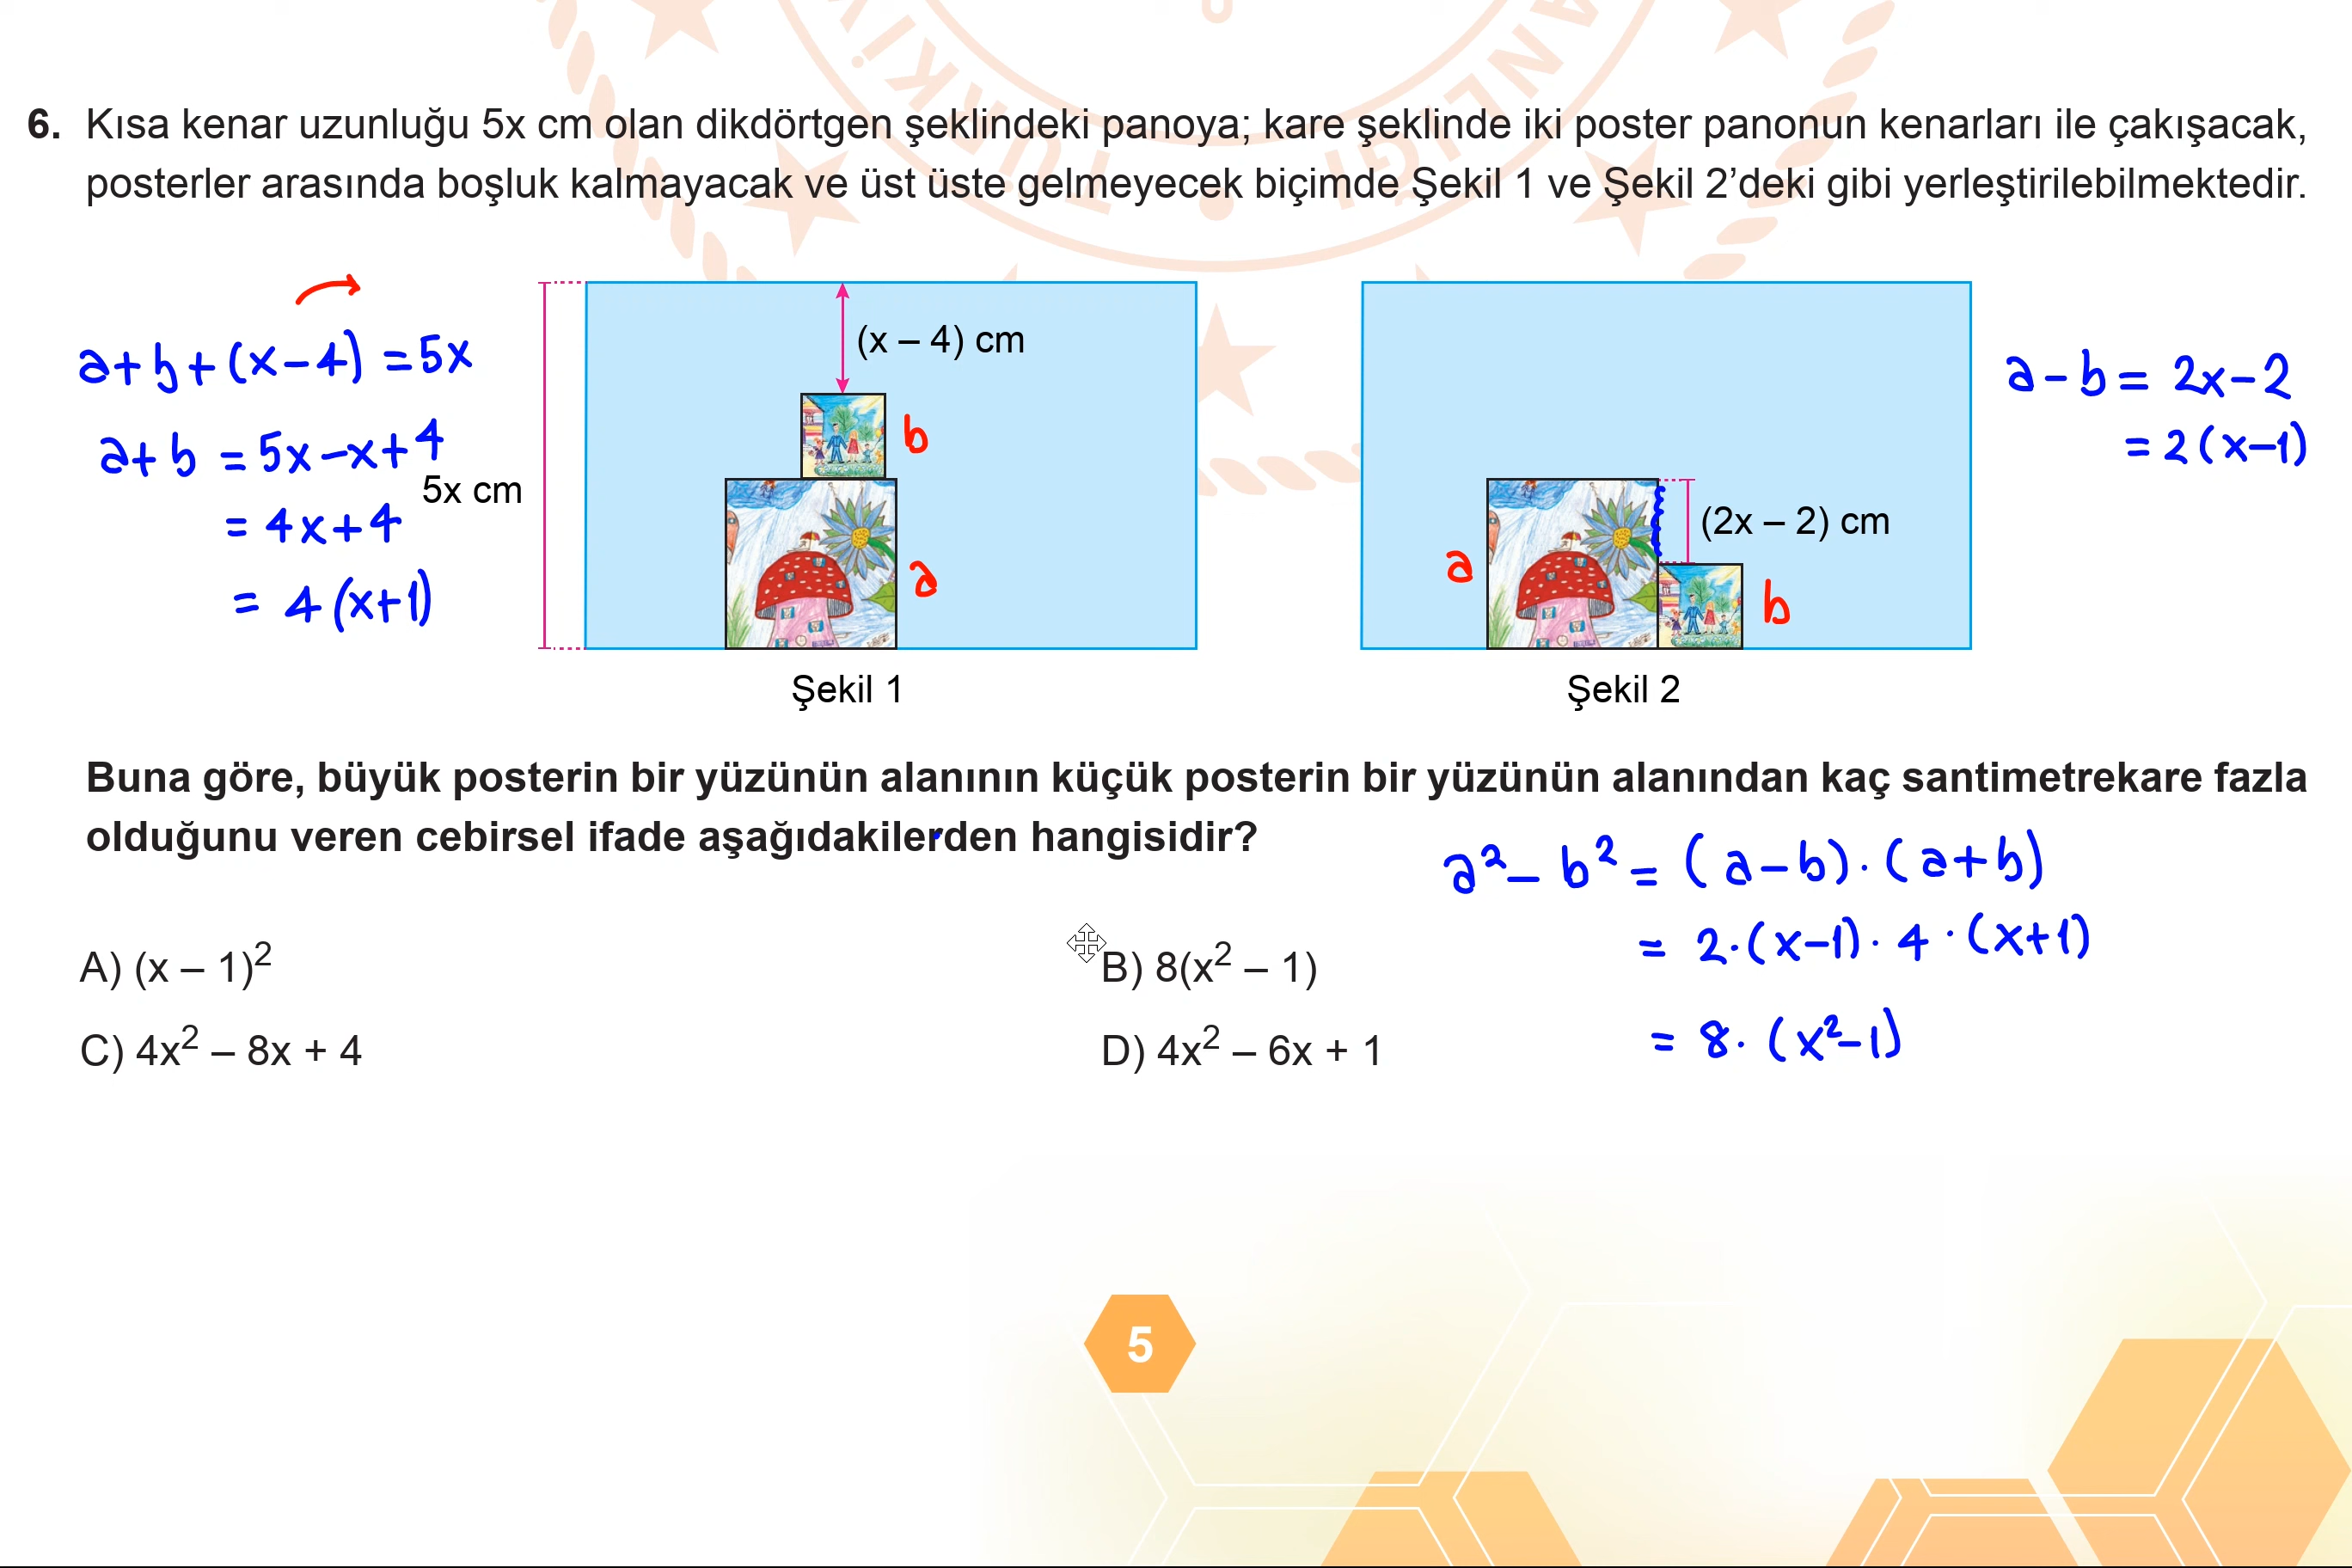 6. Kısa kenar uzunluğu 5x cm olan dikdörtgen şeklindeki panoya; kare şeklinde iki poster panonun kenarları ile çakışacak,
posterler arasında boşluk kalmayacak ve üst üste gelmeyecek biçimde Şekil 1 ve Şekil 2’deki gibi yerleştirilebilmektedir.
a+b+(x-4)=5x
a+b=5x-x+4
=4x+4
=4(x+1)
5x cm
(x – 4) cm
b
a
Şekil 1
a
(2x – 2) cm
b
Şekil 2
a-b=2x-2
=2(x-1)
Buna göre, büyük posterin bir yüzünün alanının küçük posterin bir yüzünün alanından kaç santimetrekare fazla
olduğunu veren cebirsel ifade aşağıdakilerden hangisidir?
a²-b²=(a-b).(a+b)
=2.(x-1).4.(x+1)
=8.(x²-1)
A) (x – 1)²
B) 8(x² – 1)
C) 4x² – 8x + 4
D) 4x² – 6x + 1
5